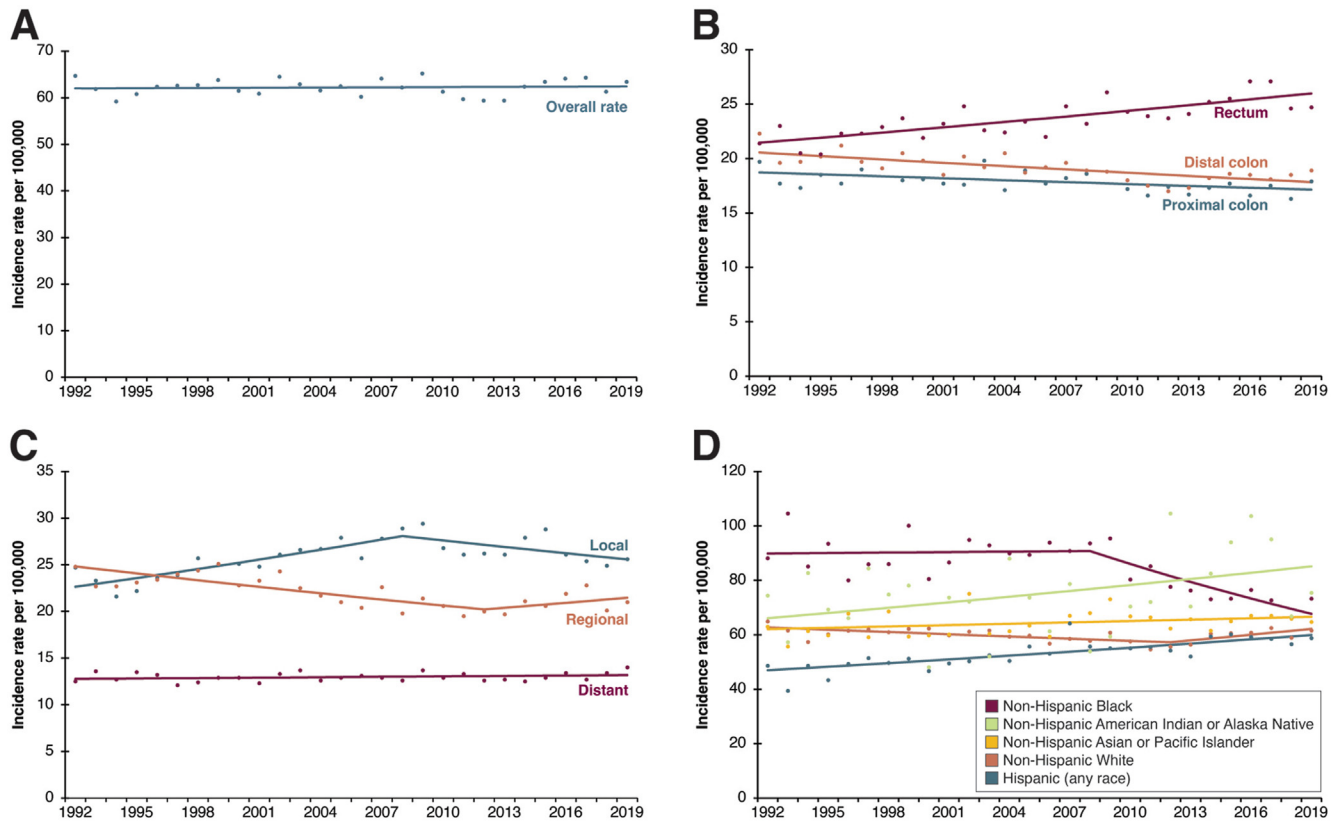 A
Incidence rate per 100,000
70
60
50
40
30
20
10
0
Overall rate
1992 1995 1998 2001 2004 2007 2010 2013 2016 2019
B
Incidence rate per 100,000
30
25
20
15
10
5
0
Rectum
Distal colon
Proximal colon
1992 1995 1998 2001 2004 2007 2010 2013 2016 2019
C
Incidence rate per 100,000
35
30
25
20
15
10
5
0
Local
Regional
Distant
1992 1995 1998 2001 2004 2007 2010 2013 2016 2019
D
Incidence rate per 100,000
120
100
80
60
40
20
0
Non-Hispanic Black
Non-Hispanic American Indian or Alaska Native
Non-Hispanic Asian or Pacific Islander
Non-Hispanic White
Hispanic (any race)
1992 1995 1998 2001 2004 2007 2010 2013 2016 2019